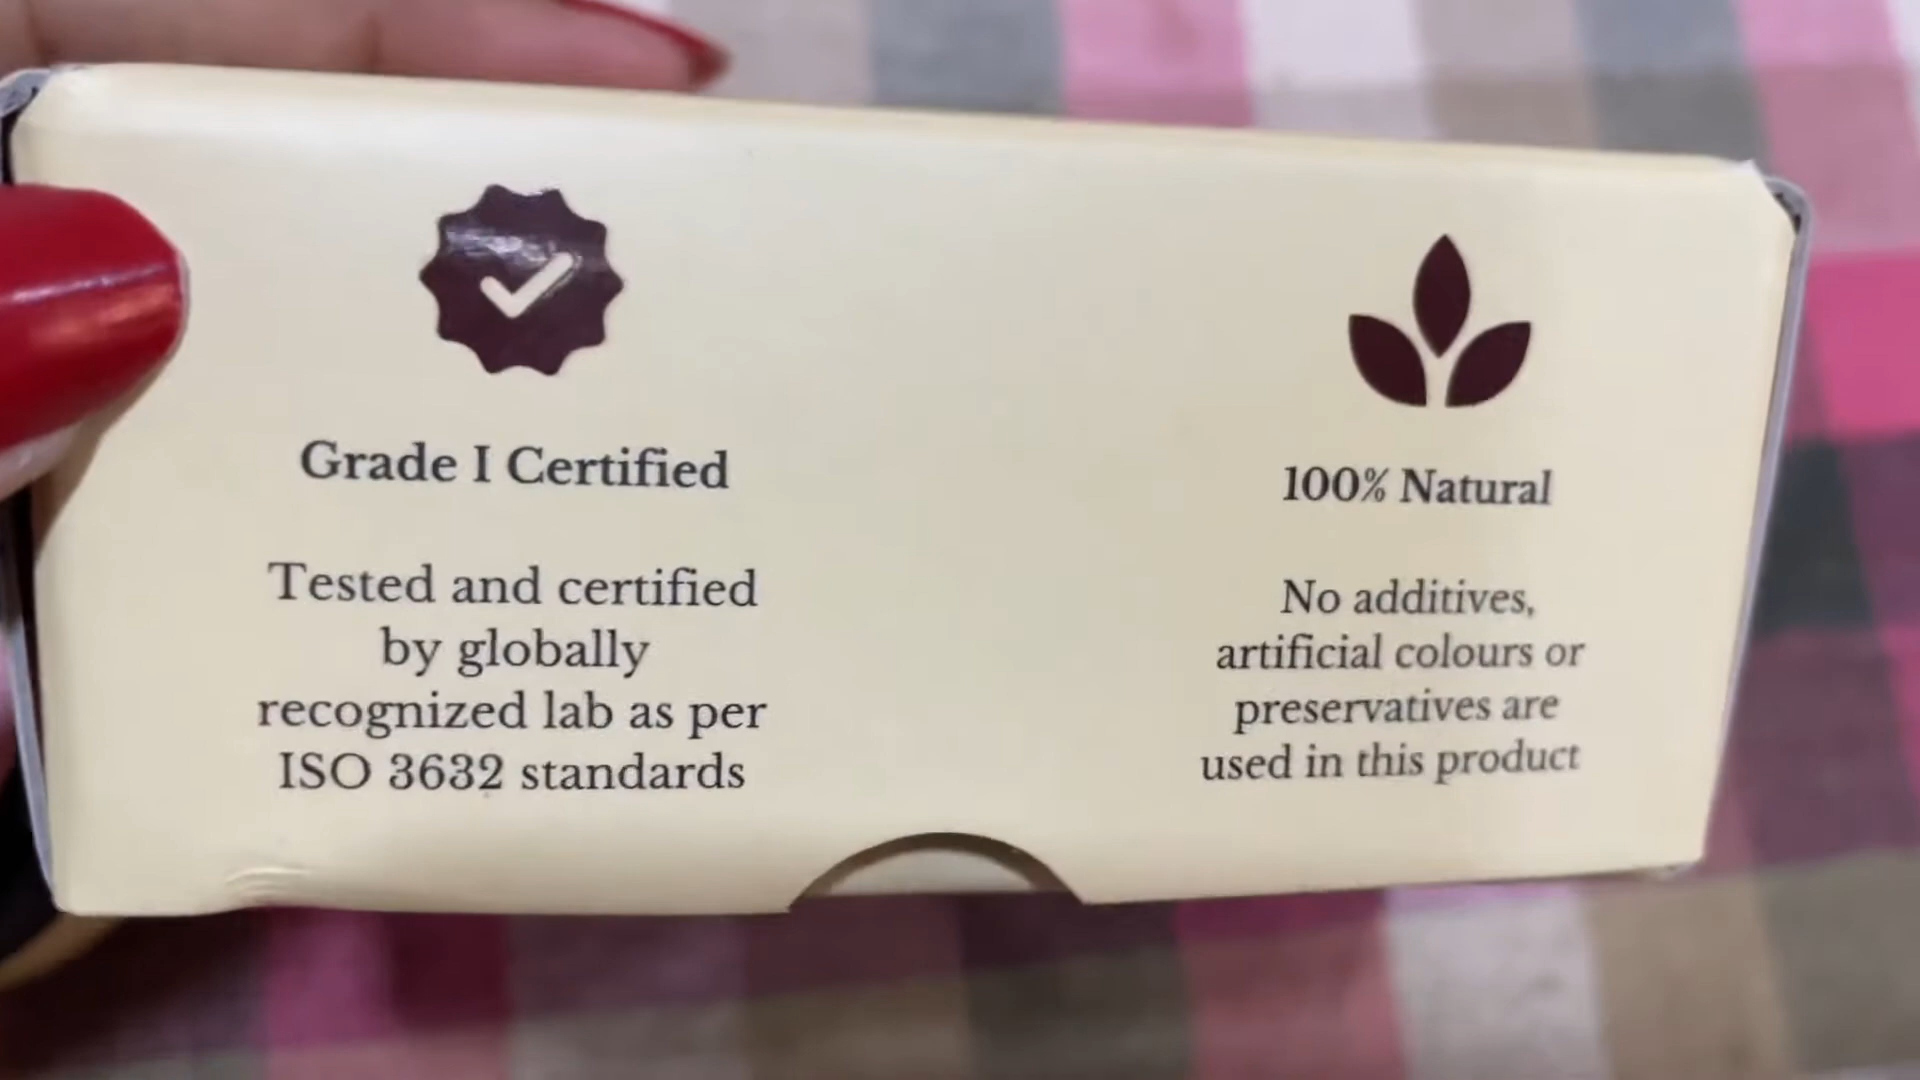 Grade I Certified
Tested and certified
by globally
recognized lab as per
ISO 3632 standards
100% Natural
No additives,
artificial colours or
preservatives are
used in this product